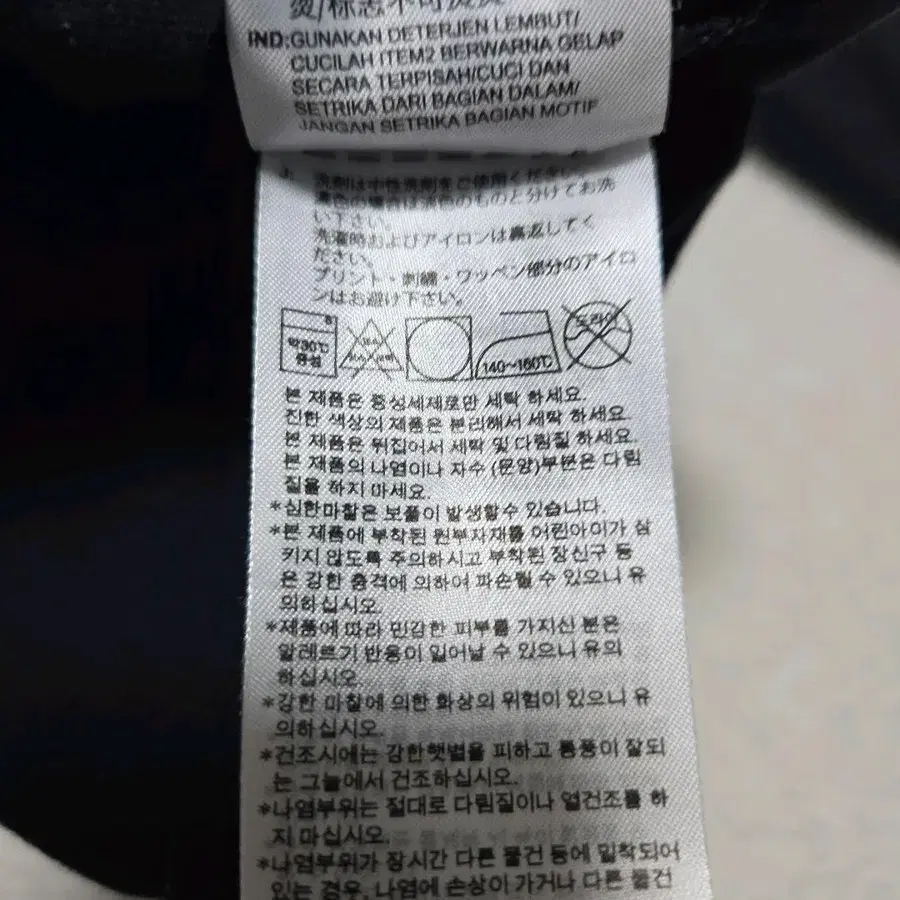 烫/标志不可烫烫
IND:GUNAKAN DETERJEN LEMBUT/
CUCILAH ITEM2 BERWARNA GELAP
SECARA TERPISAH/CUCI DAN
SETRIKA DARI BAGIAN DALAM/
JANGAN SETRIKA BAGIAN MOTIF
洗剤は中性洗剤をご使用ください
濃色の場合は淡色のものと分けてお洗
い下さい。
洗濯時およびアイロンは裏返してく
ださい。
プリント・刺繍・ワッペン部分のアイロ
ンはお避け下さい。
약30℃
중성
140~160℃
드라이
본 제품은 중성세제로만 세탁 하세요.
진한 색상의 제품은 분리해서 세탁 하세요.
본 제품은 뒤집어서 세탁 및 다림질 하세요.
본 제품의 나염이나 자수 (문양)부분은 다림
질을 하지 마세요.
*심한마찰은 보풀이 발생할수 있습니다.
*본 제품에 부착된 원부자재를 어린아이가 삼
키지 않도록 주의하시고 부착된 장신구 등
은 강한 충격에 의하여 파손될 수 있으니 유
의하십시오.
*제품에 따라 민감한 피부를 가지신 분은
알레르기 반응이 일어날 수 있으니 유의
하십시오.
*강한 마찰에 의한 화상의 위험이 있으니 유
의하십시오.
*건조시에는 강한햇볕을 피하고 통풍이 잘되
는 그늘에서 건조하십시오.
*나염부위는 절대로 다림질이나 열건조를 하
지 마십시오.
*나염부위가 장시간 다른 물건 등에 밀착되어
있는 경우, 나염에 손상이 가거나 다른 물건